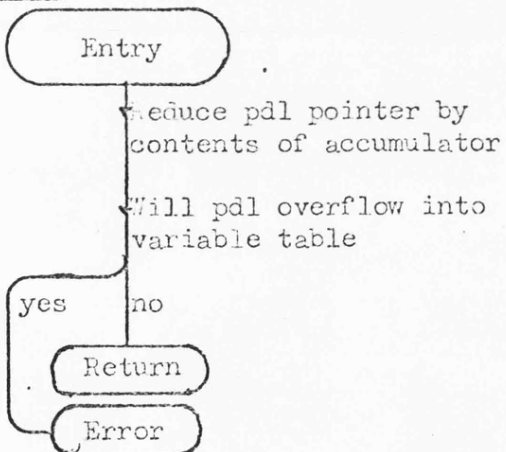 Entry
Reduce pdl pointer by
contents of accumulator
Will pdl overflow into
variable table
yes
no
Return
Error